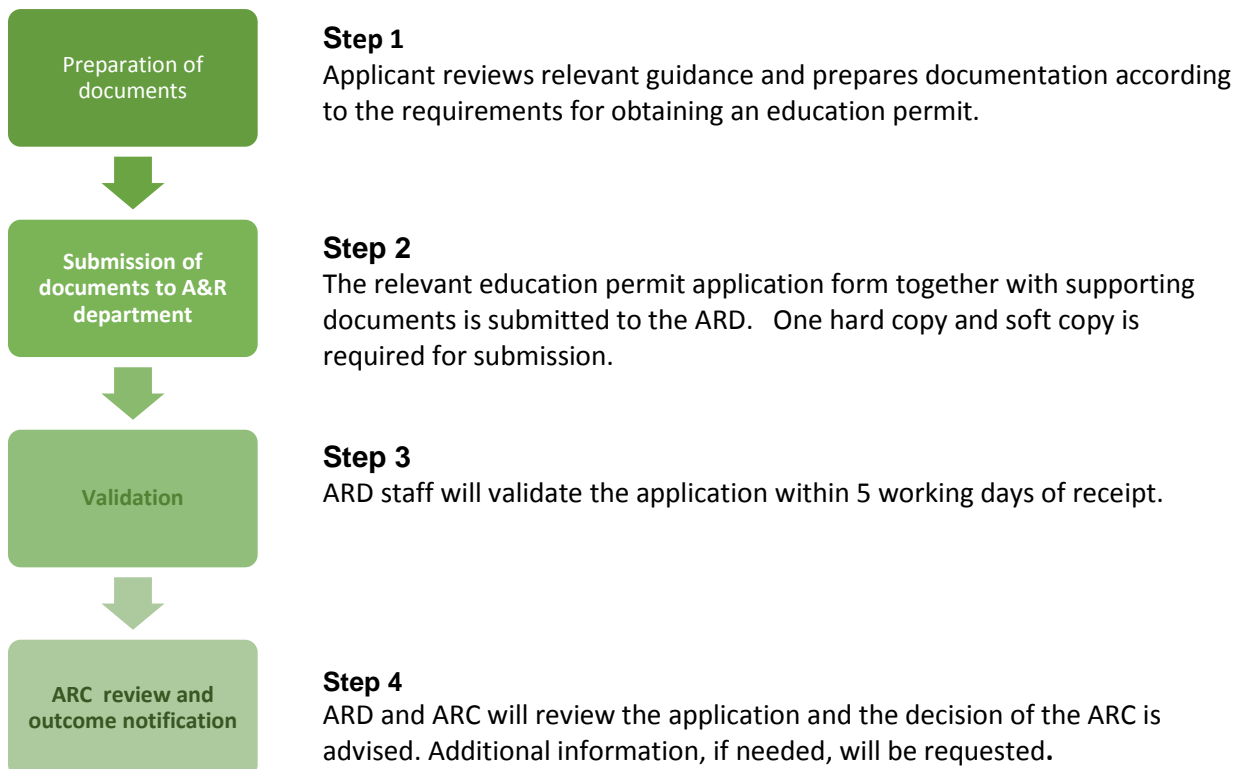 Preparation of
documents
Step 1
Applicant reviews relevant guidance and prepares documentation according
to the requirements for obtaining an education permit.
Submission of
documents to A&R
department
Step 2
The relevant education permit application form together with supporting
documents is submitted to the ARD.   One hard copy and soft copy is
required for submission.
Validation
Step 3
ARD staff will validate the application within 5 working days of receipt.
ARC  review and
outcome notification
Step 4
ARD and ARC will review the application and the decision of the ARC is
advised. Additional information, if needed, will be requested.